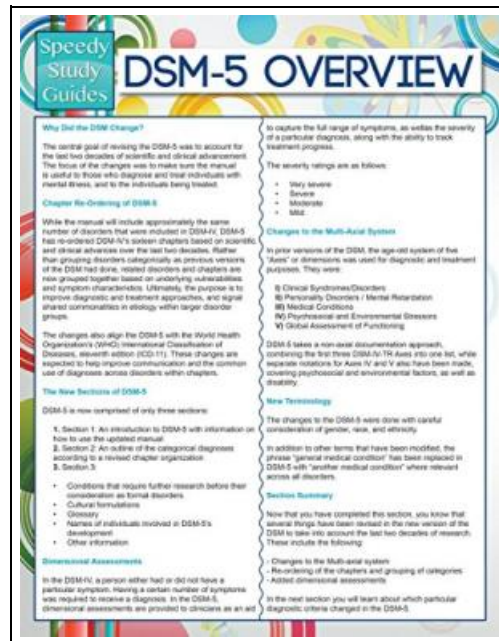 Speedy
Study
Guides
DSM-5 OVERVIEW
Why Did the DSM Change?
The central goal of revising the DSM-5 was to account for
the last two decades of scientific and clinical advancement.
The focus of the changes was to make sure the manual
is useful to those who diagnose and treat individuals with
mental illness, and to the individuals being treated.
Chapter Re-Ordering of DSM-5
While the manual will include approximately the same
number of disorders that were included in DSM-IV, DSM-5
has re-ordered DSM-IV's sixteen chapters based on scientific
and clinical advances over the last two decades. Rather
than grouping disorders categorically as previous versions
of the DSM had done, related disorders and chapters are
now grouped together based on underlying vulnerabilities
and symptom characteristics. Ultimately, the purpose is to
improve diagnostic and treatment approaches, and signal
shared commonalities in etiology within larger disorder
groups.
The changes also align the DSM with the World Health
Organization's (WHO) International Classification of
Diseases, eleventh edition (ICD-11). These changes are
expected to help improve communication and the common
use of diagnoses across disorders within chapters.
The New Sections of DSM-5
DSM-5 is now comprised of only three sections:
1. Section 1: An introduction to DSM-5 with information on
how to use the updated manual
2. Section 2: An outline of the categorical diagnoses
according to a revised chapter organization
3. Section 3:
• Conditions that require further research before their
consideration as formal disorders
• Cultural formulations
• Glossary
• Names of individuals involved in DSM-5's
development
• Other information
Dimensional Assessments
In the DSM-IV, a person either had or did not have a
particular symptom. Having a certain number of symptoms
was required to receive a diagnosis. In the DSM-5,
dimensional assessments are provided to clinicians as an aid
to capture the full range of symptoms, as wellas the severity
of a particular diagnosis, along with the ability to track
treatment progress.
The severity ratings are as follows:
• Very severe
• Severe
• Moderate
• Mild
Changes to the Multi-Axial System
In prior versions of the DSM, the age-old system of five
"Axes" or dimensions was used for diagnostic and treatment
purposes. They were:
I) Clinical Syndromes/Disorders
II) Personality Disorders / Mental Retardation
III) Medical Conditions
IV) Psychosocial and Environmental Stressors
V) Global Assessment of Functioning
DSM-5 takes a non-axial documentation approach,
combining the first three DSM-IV-TR Axes into one list, while
separate notations for Axes IV and V also have been made,
covering psychosocial and environmental factors, as well as
disability.
New Terminology
The changes to the DSM-5 were done with careful
consideration of gender, race, and ethnicity.
In addition to other terms that have been modified, the
phrase "general medical condition" has been replaced in
DSM-5 with "another medical condition" where relevant
across all disorders.
Section Summary
Now that you have completed this section, you know that
several things have been revised in the new version of the
DSM to take into account the last two decades of research.
These include the following:
- Changes to the Multi-axial system
- Re-ordering of the chapters and grouping of categories
- Added dimensional assessments
In the next section you will learn about which particular
diagnostic criteria changed in the DSM-5.